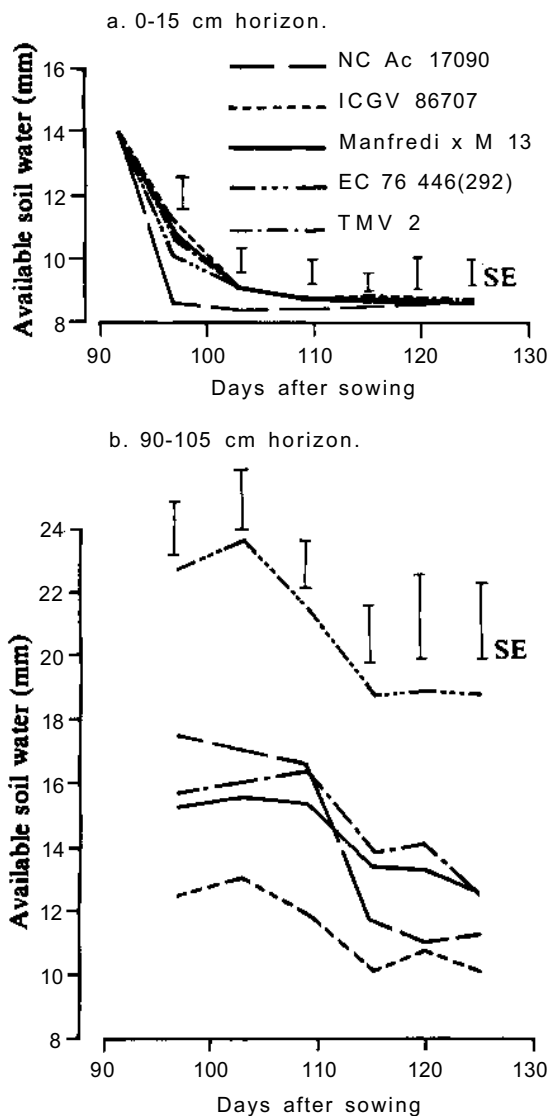 a. 0-15 cm horizon.
Available soil water (mm)
16
14
12
10
8
NC Ac 17090
ICGV 86707
Manfredi x M 13
EC 76 446(292)
TMV 2
SE
90 100 110 120 130
Days after sowing
b. 90-105 cm horizon.
Available soil water (mm)
24
22
20
18
16
14
12
10
8
SE
90 100 110 120 130
Days after sowing